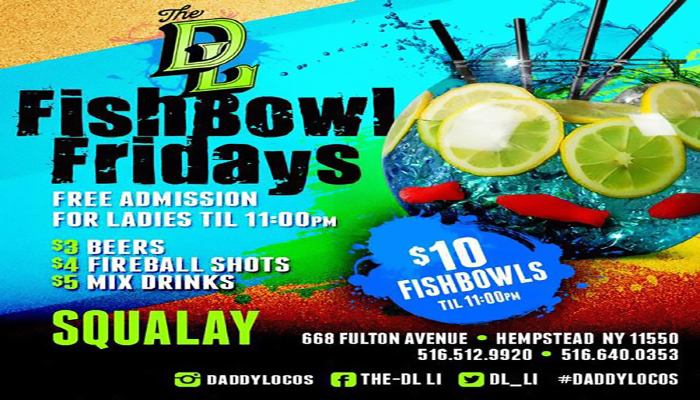 The
DL
FishBowl
Fridays
FREE ADMISSION
FOR LADIES TIL 11:00PM
$3 BEERS
$4 FIREBALL SHOTS
$5 MIX DRINKS
$10
FISHBOWLS
TIL 11:00PM
SQUALAY
668 FULTON AVENUE • HEMPSTEAD NY 11550
516.512.9920 • 516.640.0353
DADDYLOCOS THE-DL LI DL_LI #DADDYLOCOS